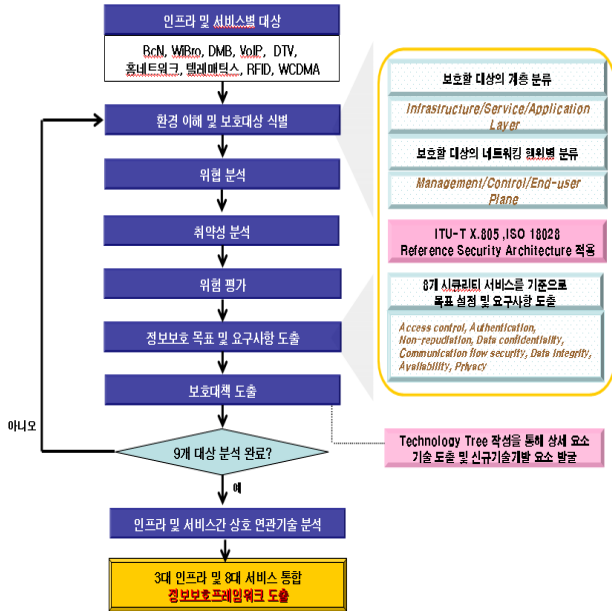 인프라 및 서비스별 대상
BcN, WiBro, DMB, VoIP, DTV,
홈네트워크, 텔레매틱스, RFID, WCDMA
환경 이해 및 보호대상 식별
위협 분석
취약성 분석
위험 평가
정보보호 목표 및 요구사항 도출
보호대책 도출
아니오
9개 대상 분석 완료?
예
인프라 및 서비스간 상호 연관기술 분석
3대 인프라 및 8대 서비스 통합
정보보호프레임워크 도출
보호할 대상의 계층 분류
Infrastructure/Service/Application
Layer
보호할 대상의 네트워킹 행위별 분류
Management/Control/End-user
Plane
ITU-T X.805 ,ISO 18028
Reference Security Architecture 적용
8개 시큐리티 서비스를 기준으로
목표 설정 및 요구사항 도출
Access control, Authentication,
Non-repudiation, Data confidentiality,
Communication flow security, Data integrity,
Availability, Privacy
Technology Tree 작성을 통해 상세 요소
기술 도출 및 신규기술개발 요소 발굴